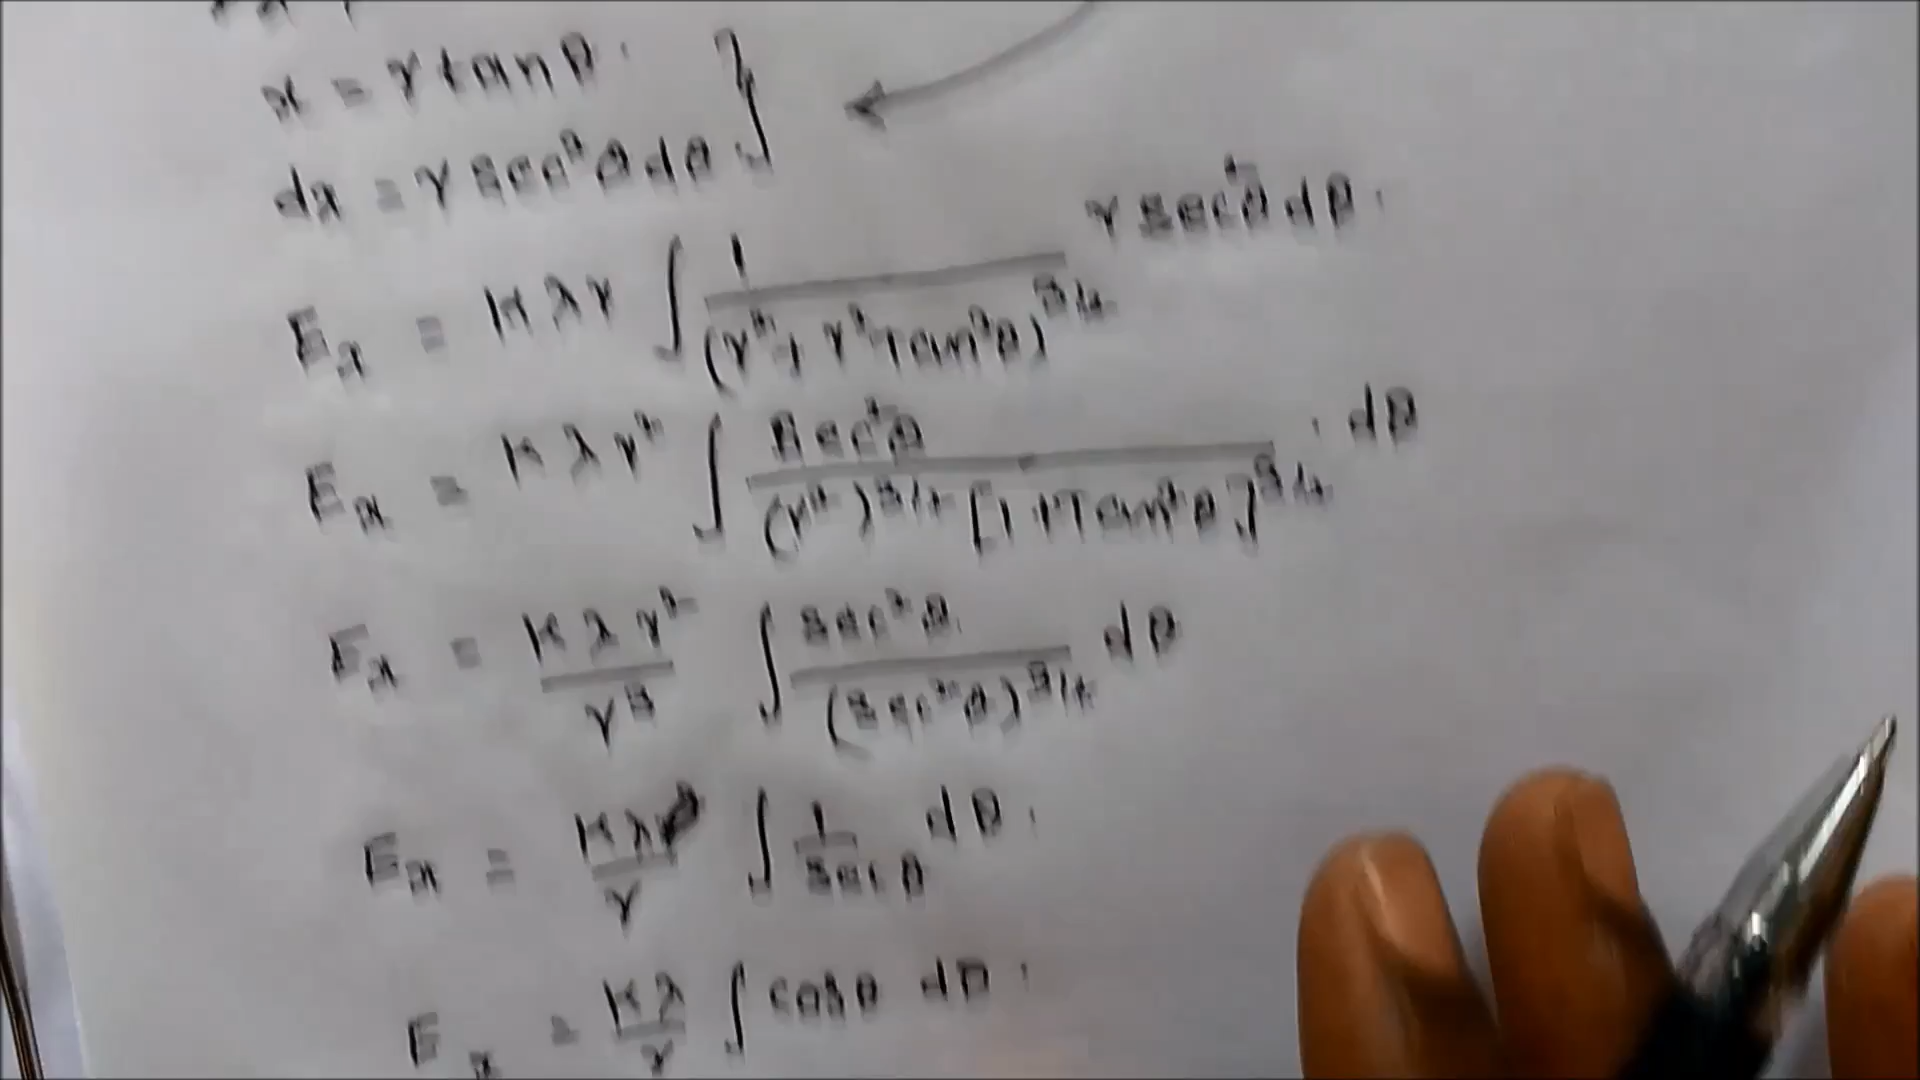 x = r tanθ.
dx = r sec²θ dθ
Eₓ = Kλr ∫ 1/(r² + r² tan²θ)^3/2 r sec²θ dθ.
Eₓ = Kλr² ∫ sec²θ/(r²)^3/2 [1+Tan²θ]^3/2 . dθ
Eₓ = Kλr²/r³ ∫ sec²θ/(sec²θ)^3/2 dθ
Eₓ = Kλ/r ∫ 1/secθ dθ.
Eₓ = Kλ/r ∫ cosθ dθ.